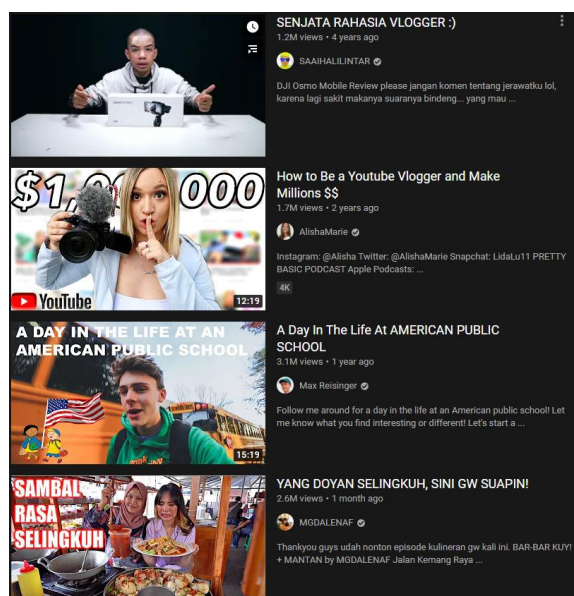 SENJATA RAHASIA VLOGGER :)
1.2M views • 4 years ago
SAAIHALILINTAR
DJI Osmo Mobile Review please jangan komen tentang jerawatku lol,
karena lagi sakit makanya suaranya bindeng... yang mau ...
$1,000,000
YouTube
12:19
How to Be a Youtube Vlogger and Make
Millions $$
1.7M views • 2 years ago
AlishaMarie
Instagram: @Alisha Twitter: @AlishaMarie Snapchat: LidaLu11 PRETTY
BASIC PODCAST Apple Podcasts: ...
4K
A DAY IN THE LIFE AT AN
AMERICAN PUBLIC SCHOOL
15:19
A Day In The Life At AMERICAN PUBLIC
SCHOOL
3.1M views • 1 year ago
Max Reisinger
Follow me around for a day in the life at an American public school! Let
me know what you find interesting or different! Let's start a ...
SAMBAL
RASA
SELINGKUH
YANG DOYAN SELINGKUH, SINI GW SUAPIN!
2.6M views • 1 month ago
MGDALENAF
Thankyou guys udah nonton episode kulineran gw kali ini. BAR-BAR KUY!
+ MANTAN by MGDALENAF Jalan Kemang Raya ...